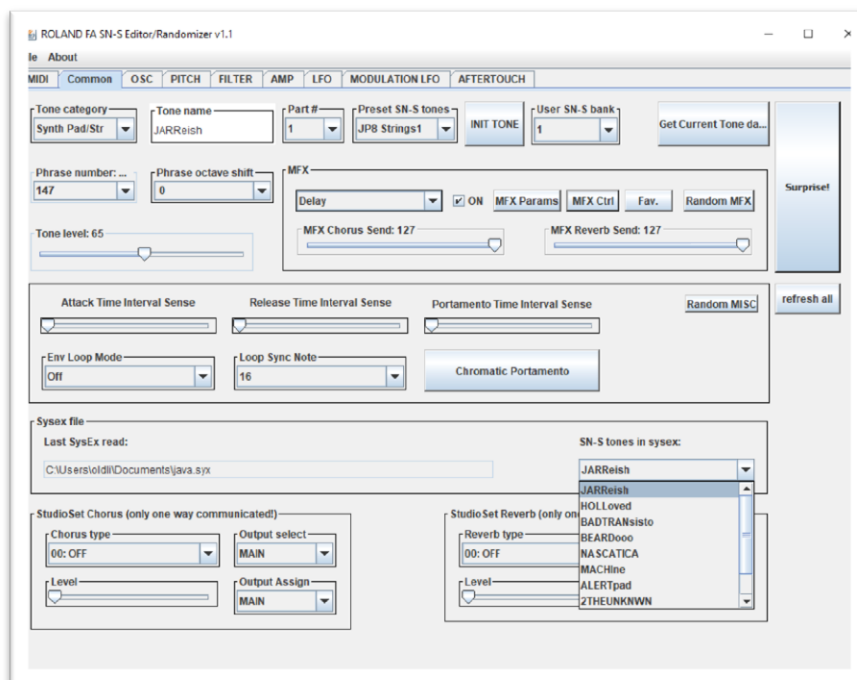 ROLAND FA SN-S Editor/Randomizer v1.1
le About
MIDI Common OSC PITCH FILTER AMP LFO MODULATION LFO AFTERTOUCH
Tone category Tone name Part # Preset SN-S tones User SN-S bank
Synth Pad/Str JARReish 1 JP8 Strings1 INIT TONE 1 Get Current Tone da...
Surprise!
Phrase number: ... Phrase octave shift MFX
147 0 Delay ON MFX Params MFX Ctrl Fav. Random MFX
Tone level: 65 MFX Chorus Send: 127 MFX Reverb Send: 127
Attack Time Interval Sense Release Time Interval Sense Portamento Time Interval Sense Random MISC refresh all
Env Loop Mode Loop Sync Note
Off 16 Chromatic Portamento
Sysex file
Last SysEx read: SN-S tones in sysex:
C:\Users\oldli\Documents\java.syx JARReish
JARReish
HOLLoved
BADTRANsisto
BEARDooo
NASCATICA
MACHIne
ALERTpad
2THEUNKNWN
StudioSet Chorus (only one way communicated!) StudioSet Reverb (only one
Chorus type Output select Reverb type
00: OFF MAIN 00: OFF
Level Output Assign Level
MAIN